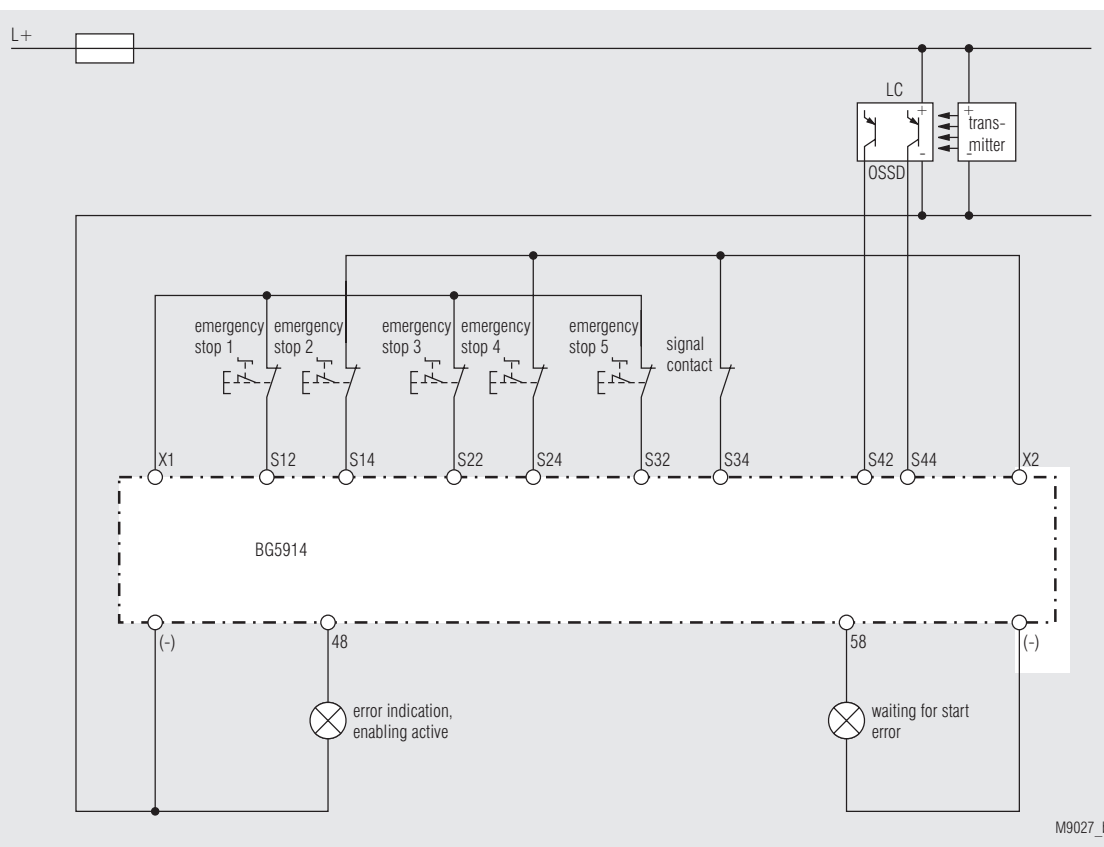 L+
LC
+
+
trans-
mitter
-
-
OSSD
emergency
stop 1
emergency
stop 2
emergency
stop 3
emergency
stop 4
emergency
stop 5
signal
contact
X1
S12
S14
S22
S24
S32
S34
S42
S44
X2
BG5914
(-)
48
58
(-)
error indication,
enabling active
waiting for start
error